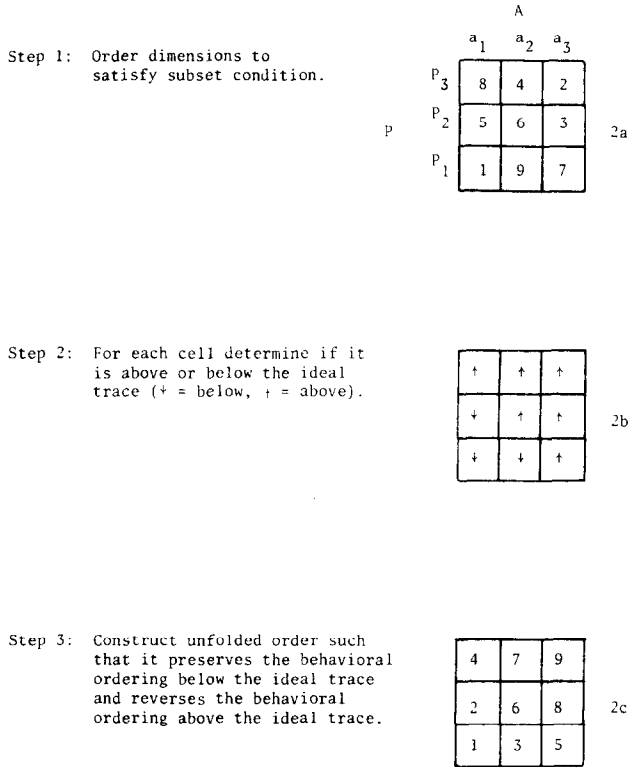 A
a1 a2 a3
Step 1: Order dimensions to
satisfy subset condition.
P
P3 8 4 2
P2 5 6 3
P1 1 9 7
2a
Step 2: For each cell determine if it
is above or below the ideal
trace (↓ = below, ↑ = above).
↑ ↑ ↑
↓ ↑ ↑
↓ ↓ ↑
2b
Step 3: Construct unfolded order such
that it preserves the behavioral
ordering below the ideal trace
and reverses the behavioral
ordering above the ideal trace.
4 7 9
2 6 8
1 3 5
2c